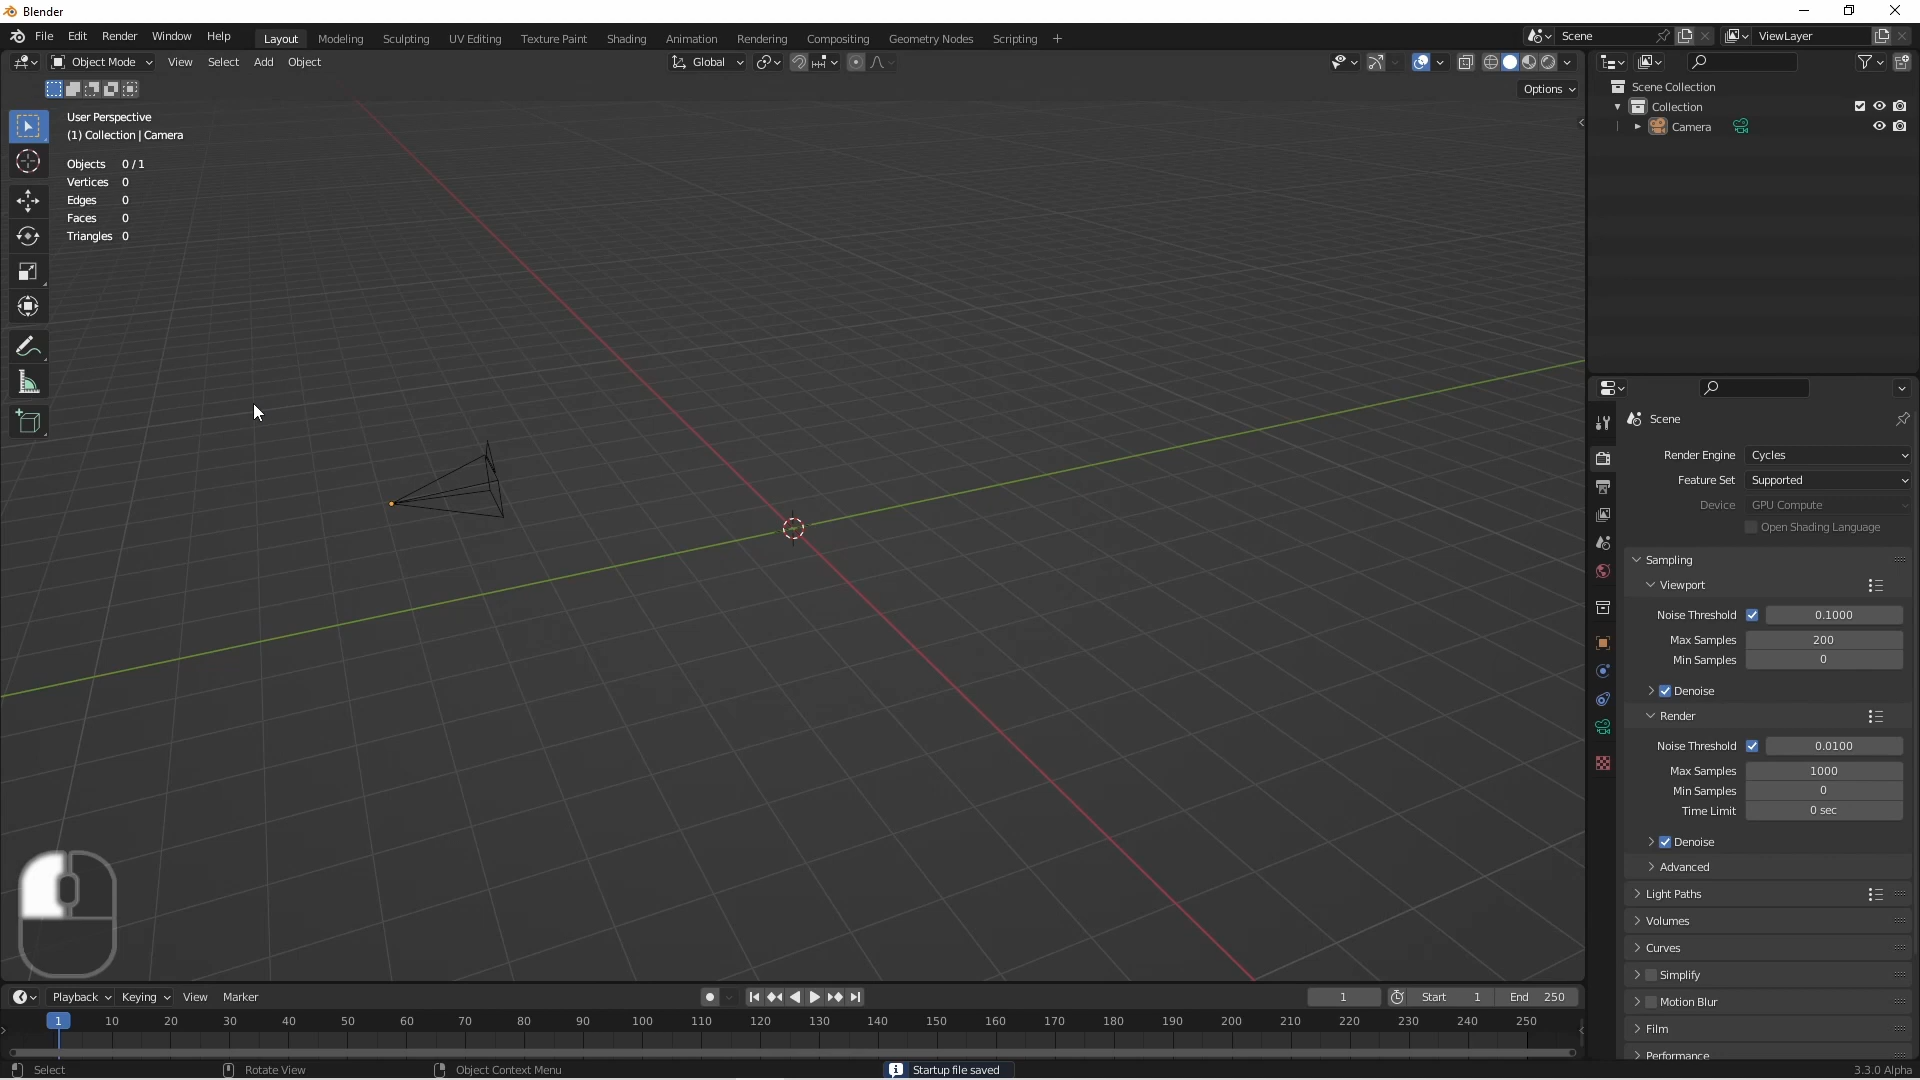 Blender
File Edit Render Window Help Layout Modeling Sculpting UV Editing Texture Paint Shading Animation Rendering Compositing Geometry Nodes Scripting + Scene ViewLayer
Object Mode View Select Add Object Global
Options
User Perspective
(1) Collection | Camera
Objects 0 / 1
Vertices 0
Edges 0
Faces 0
Triangles 0
Scene Collection
Collection
Camera
Scene
Render Engine Cycles
Feature Set Supported
Device GPU Compute
Open Shading Language
Sampling
Viewport
Noise Threshold 0.1000
Max Samples 200
Min Samples 0
Denoise
Render
Noise Threshold 0.0100
Max Samples 1000
Min Samples 0
Time Limit 0 sec
Denoise
Advanced
Light Paths
Volumes
Curves
Simplify
Motion Blur
Film
Performance
Playback Keying View Marker 1 Start 1 End 250
1 10 20 30 40 50 60 70 80 90 100 110 120 130 140 150 160 170 180 190 200 210 220 230 240 250
Select Rotate View Object Context Menu Startup file saved 3.3.0 Alpha